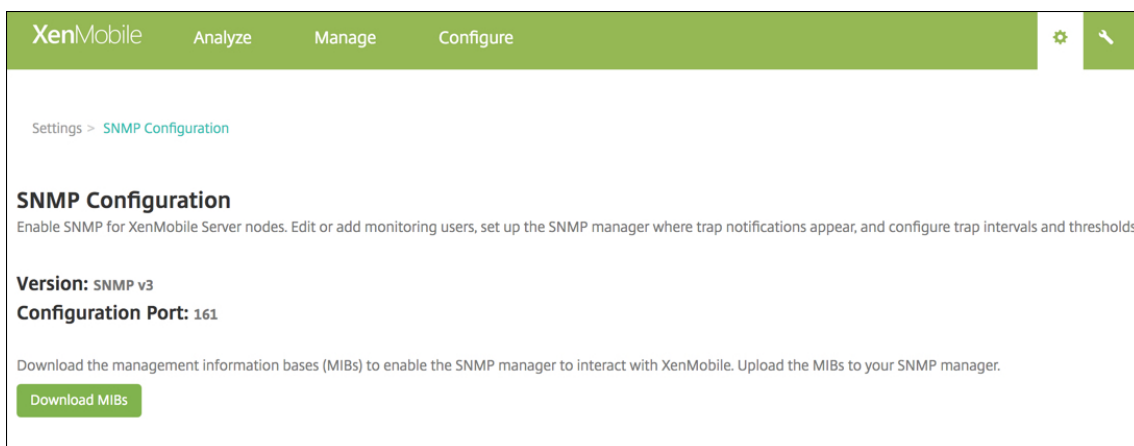 XenMobile Analyze Manage Configure
Settings > SNMP Configuration
SNMP Configuration
Enable SNMP for XenMobile Server nodes. Edit or add monitoring users, set up the SNMP manager where trap notifications appear, and configure trap intervals and thresholds
Version: SNMP v3
Configuration Port: 161
Download the management information bases (MIBs) to enable the SNMP manager to interact with XenMobile. Upload the MIBs to your SNMP manager.
Download MIBs